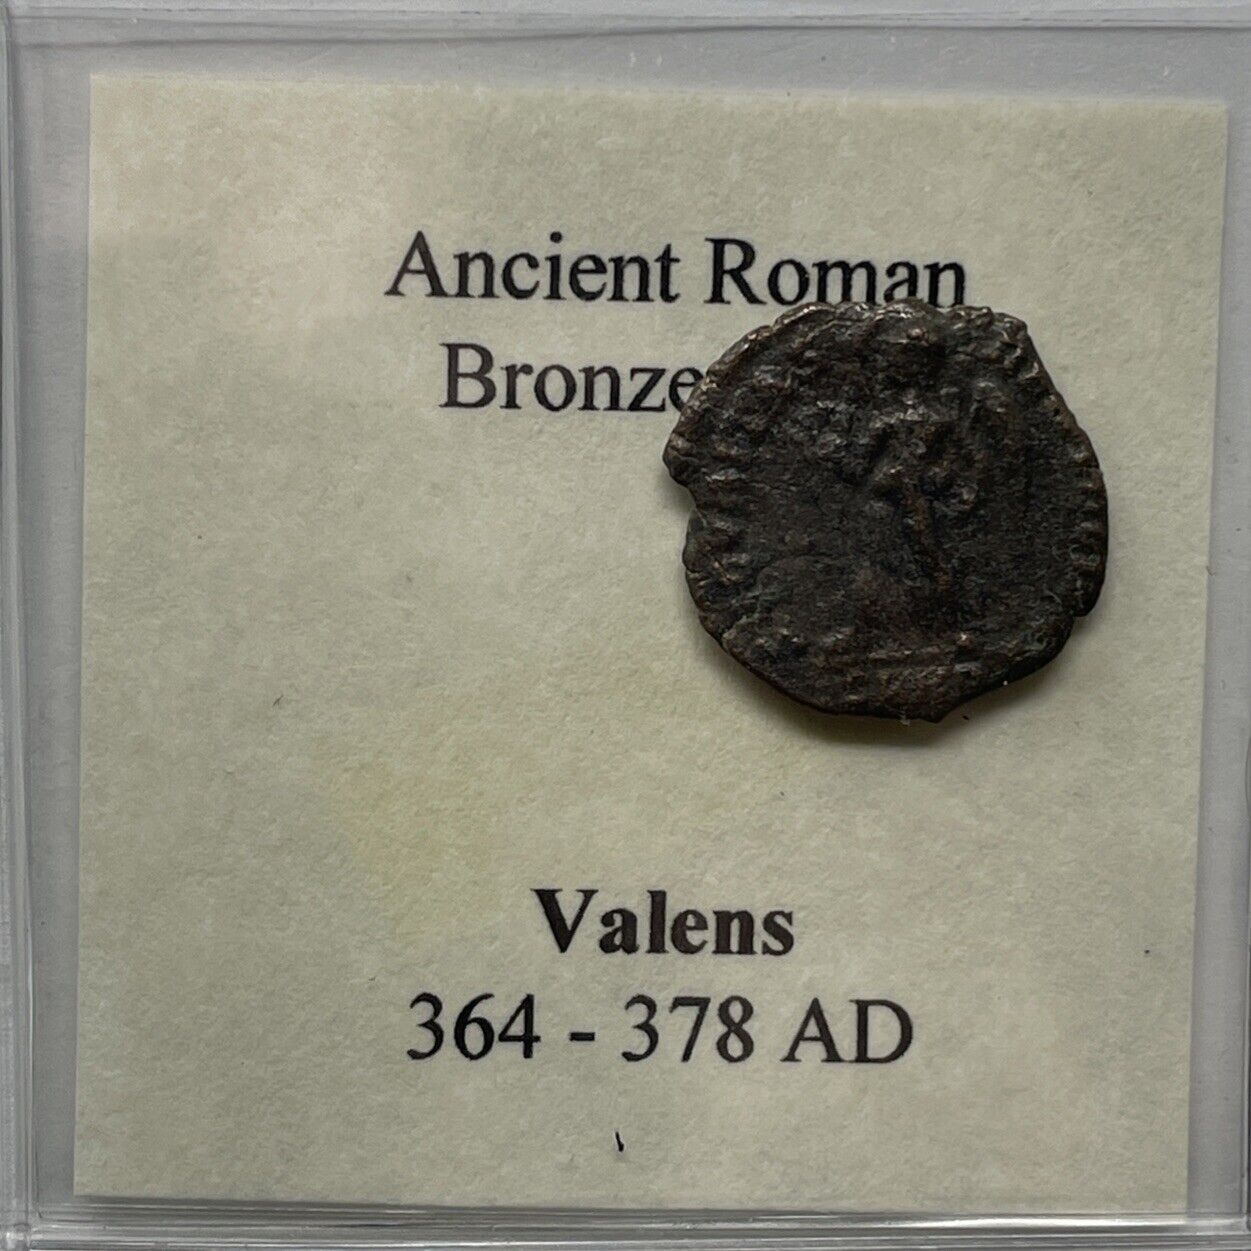 Ancient Roman
Bronze
Valens
364 - 378 AD